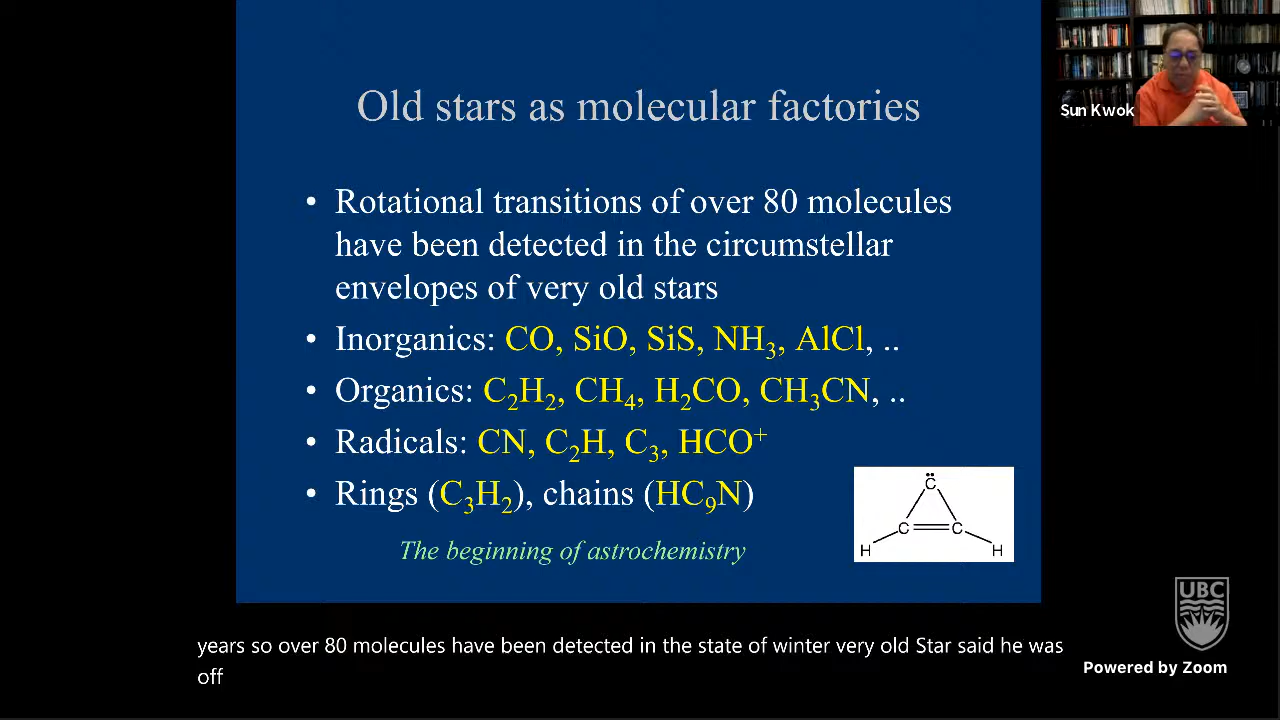 Old stars as molecular factories
Sun Kwok
• Rotational transitions of over 80 molecules
have been detected in the circumstellar
envelopes of very old stars
• Inorganics: CO, SiO, SiS, NH₃, AlCl, ..
• Organics: C₂H₂, CH₄, H₂CO, CH₃CN, ..
• Radicals: CN, C₂H, C₃, HCO⁺
• Rings (C₃H₂), chains (HC₉N)
C
C C
H H
The beginning of astrochemistry
UBC
years so over 80 molecules have been detected in the state of winter very old Star said he was
off
Powered by Zoom